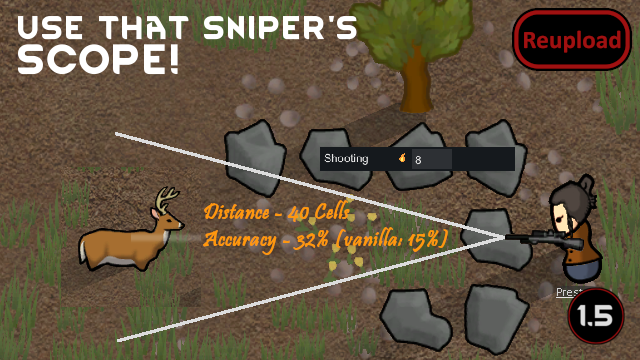 USE THAT SNIPER'S
SCOPE!
Reupload
Shooting 8
Distance - 40 Cells
Accuracy - 32% (vanilla: 15%)
1.5